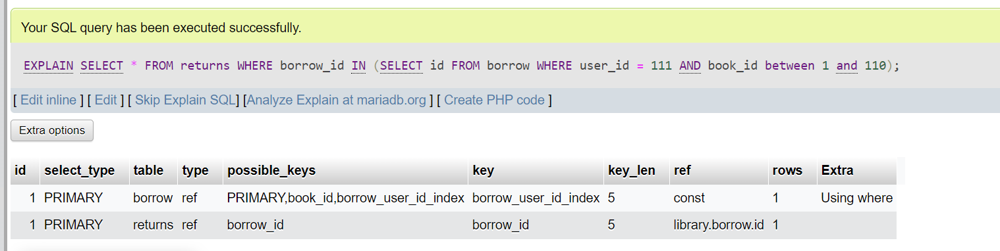 Your SQL query has been executed successfully.
EXPLAIN SELECT * FROM returns WHERE borrow_id IN (SELECT id FROM borrow WHERE user_id = 111 AND book_id between 1 and 110);
[ Edit inline ] [ Edit ] [ Skip Explain SQL] [Analyze Explain at mariadb.org ] [ Create PHP code ]
Extra options
id select_type table type possible_keys key key_len ref rows Extra
1 PRIMARY borrow ref PRIMARY,book_id,borrow_user_id_index borrow_user_id_index 5 const 1 Using where
1 PRIMARY returns ref borrow_id borrow_id 5 library.borrow.id 1